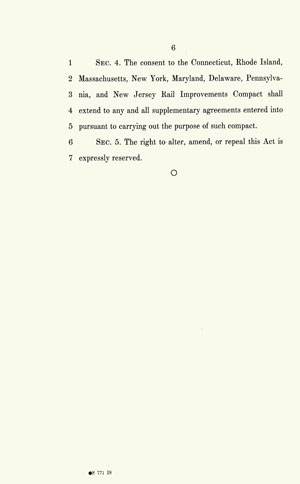 6
1 SEC. 4. The consent to the Connecticut, Rhode Island,
2 Massachusetts, New York, Maryland, Delaware, Pennsylva-
3 nia, and New Jersey Rail Improvements Compact shall
4 extend to any and all supplementary agreements entered into
5 pursuant to carrying out the purpose of such compact.
6 SEC. 5. The right to alter, amend, or repeal this Act is
7 expressly reserved.
●S 771 IS